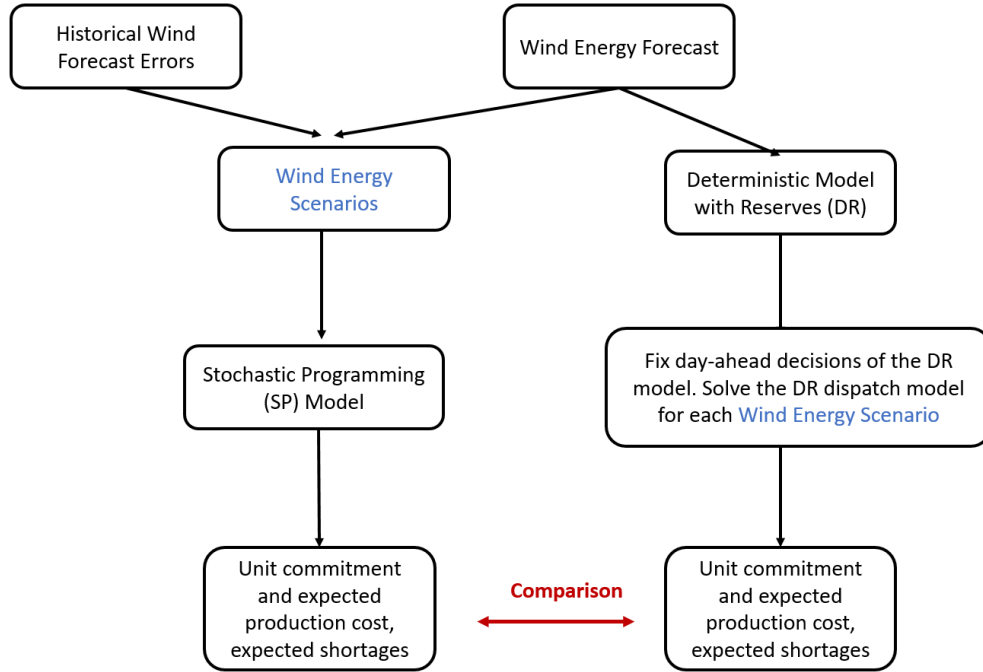 Historical Wind
Forecast Errors
Wind Energy Forecast
Wind Energy
Scenarios
Deterministic Model
with Reserves (DR)
Stochastic Programming
(SP) Model
Fix day-ahead decisions of the DR
model. Solve the DR dispatch model
for each Wind Energy Scenario
Unit commitment
and expected
production cost,
expected shortages
Comparison
Unit commitment
and expected
production cost,
expected shortages